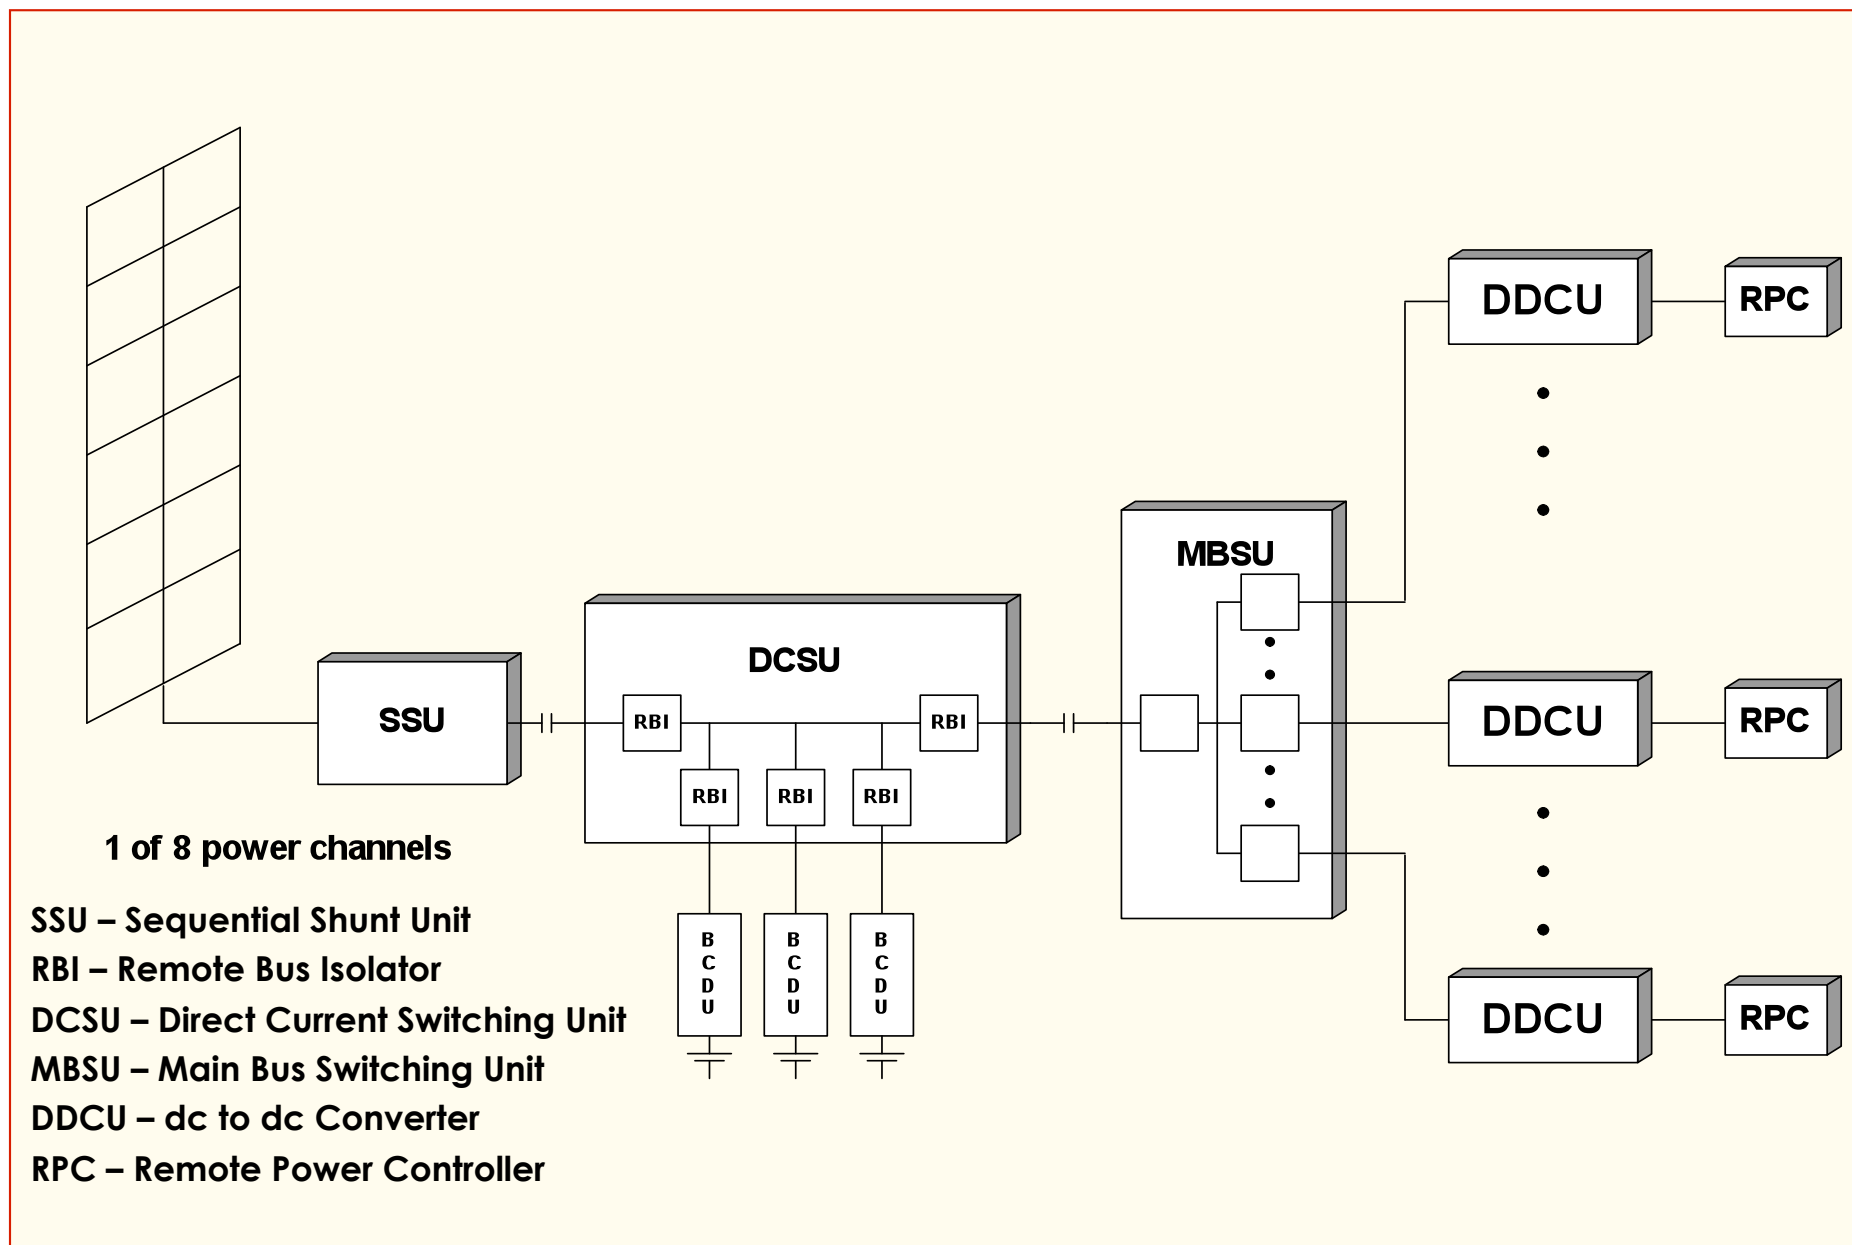 DDCU
RPC
MBSU
DCSU
SSU
RBI
RBI
DDCU
RPC
RBI
RBI
RBI
1 of 8 power channels
SSU – Sequential Shunt Unit
RBI – Remote Bus Isolator
DCSU – Direct Current Switching Unit
MBSU – Main Bus Switching Unit
DDCU – dc to dc Converter
RPC – Remote Power Controller
B
C
D
U
B
C
D
U
B
C
D
U
DDCU
RPC